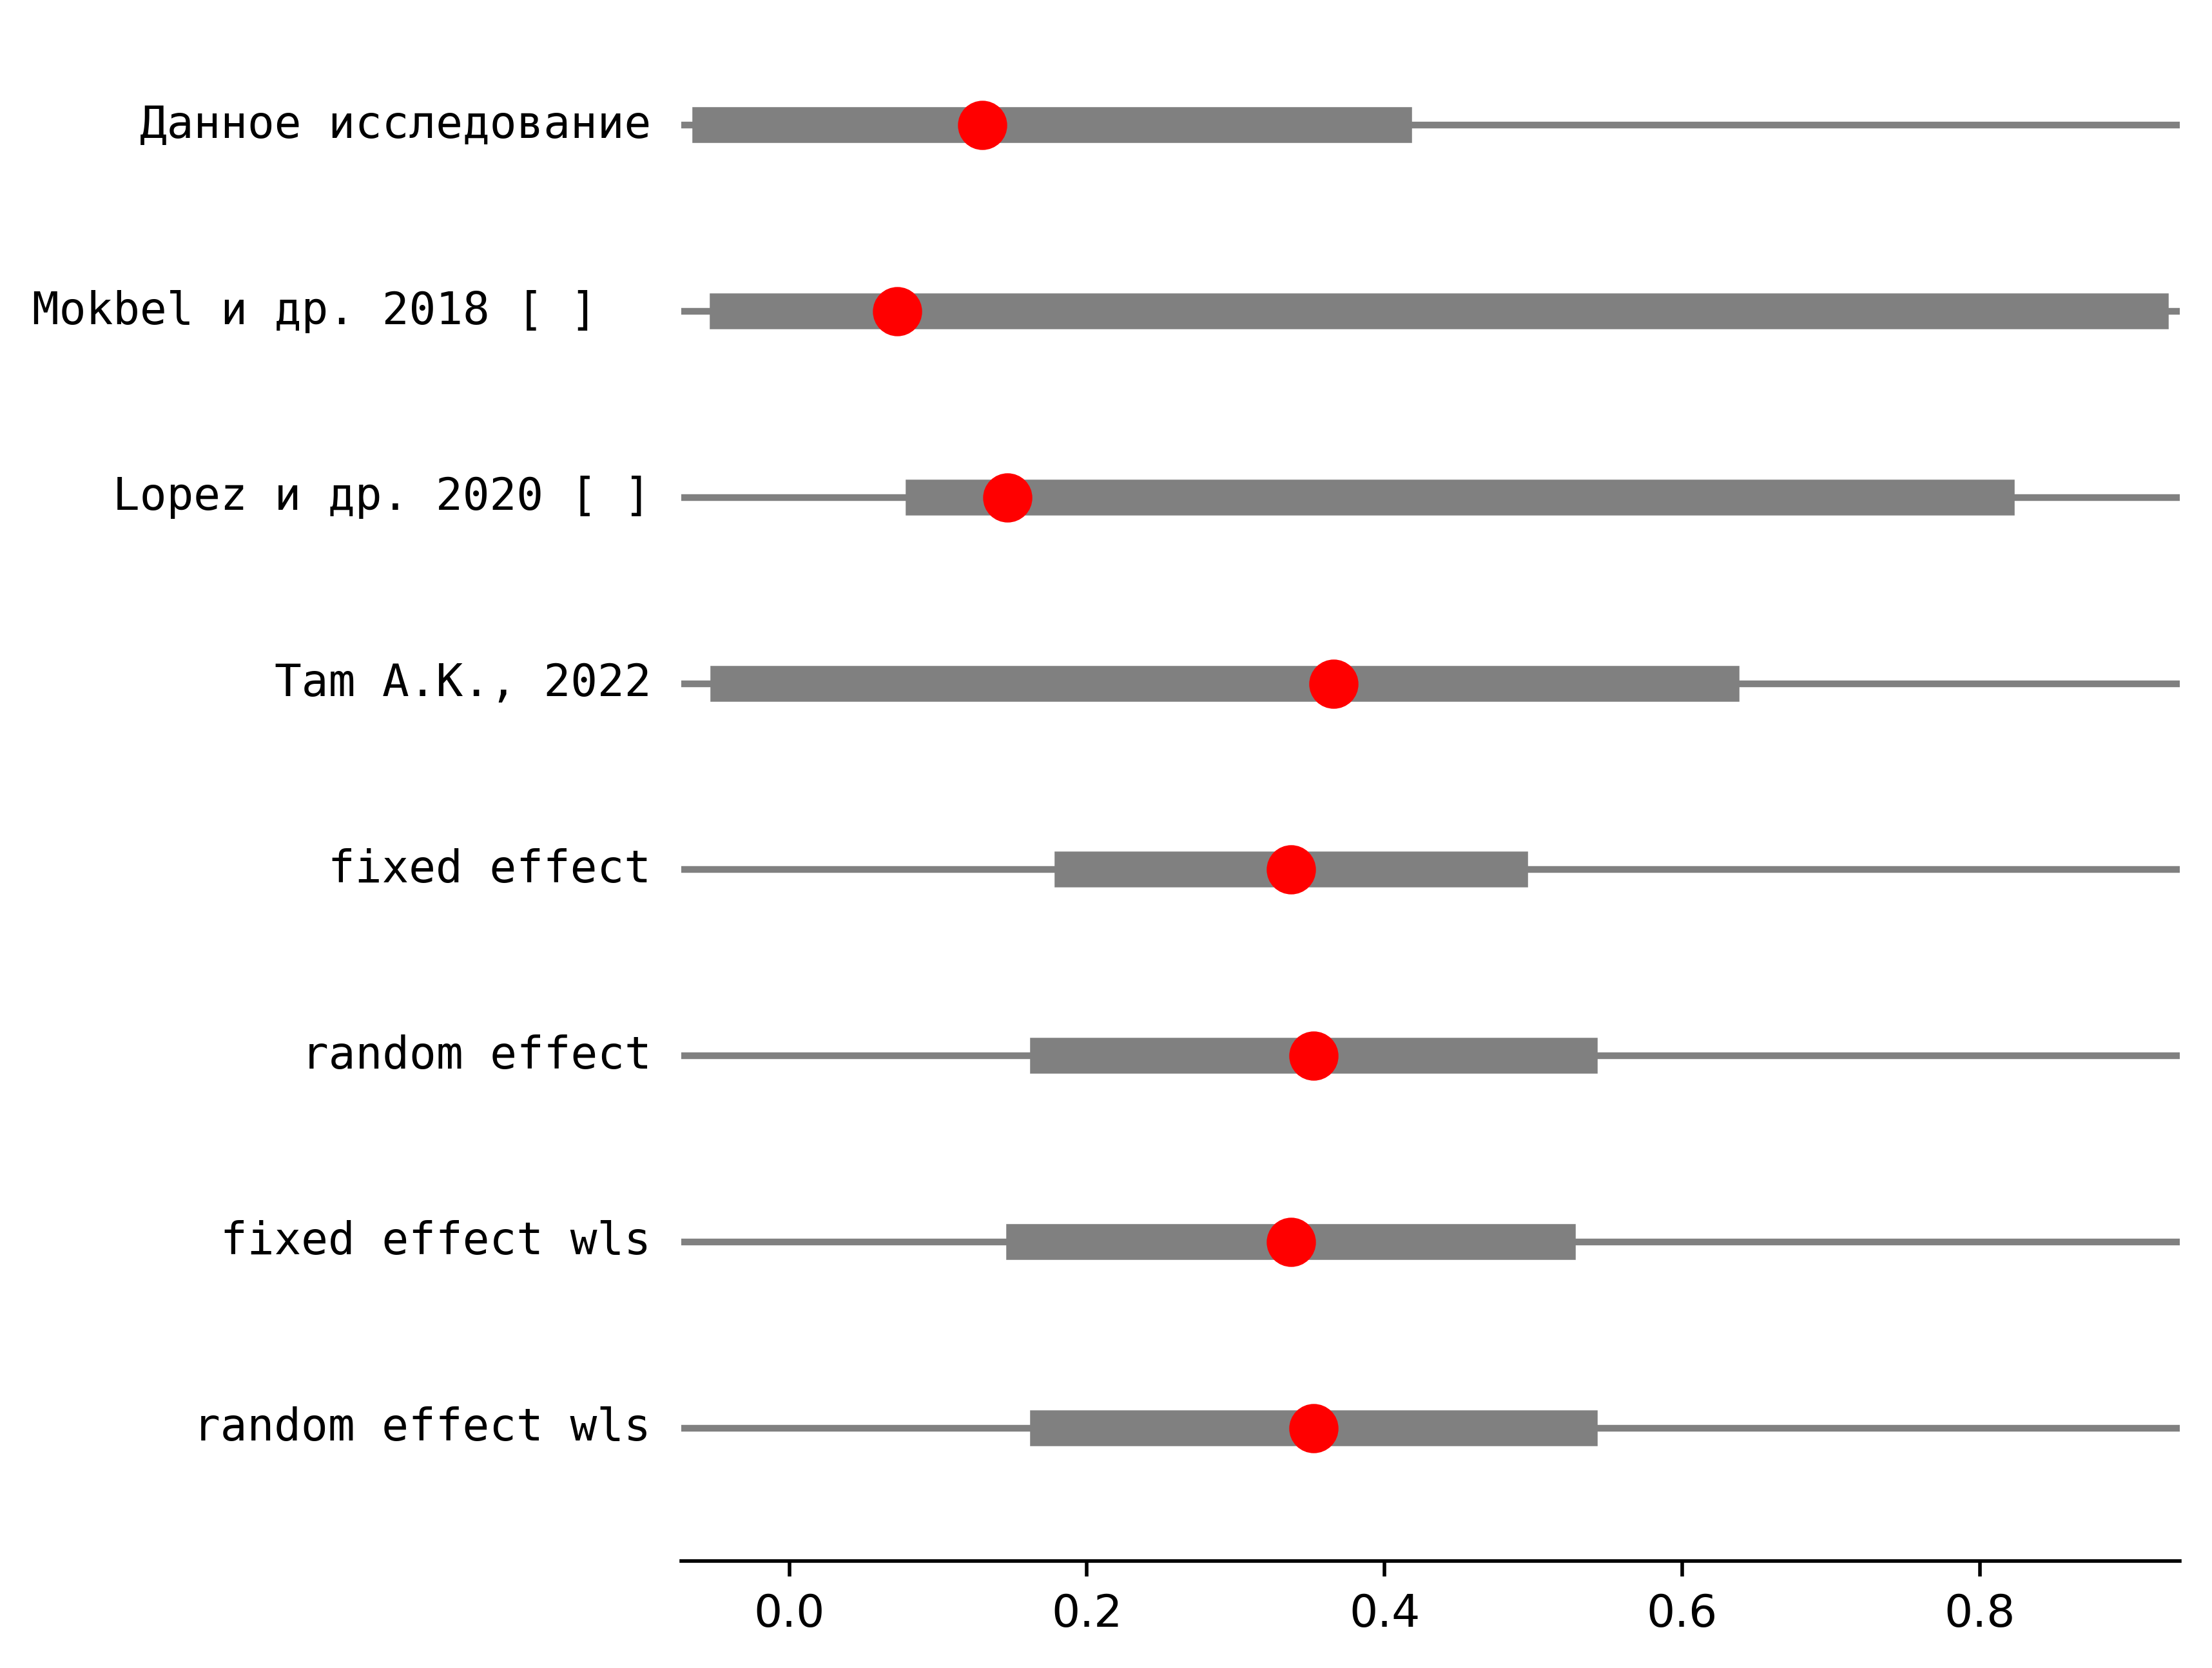 Данное исследование
Mokbel и др. 2018 [ ]
Lopez и др. 2020 [ ]
Tam A.K., 2022
fixed effect
random effect
fixed effect wls
random effect wls
0.0 0.2 0.4 0.6 0.8